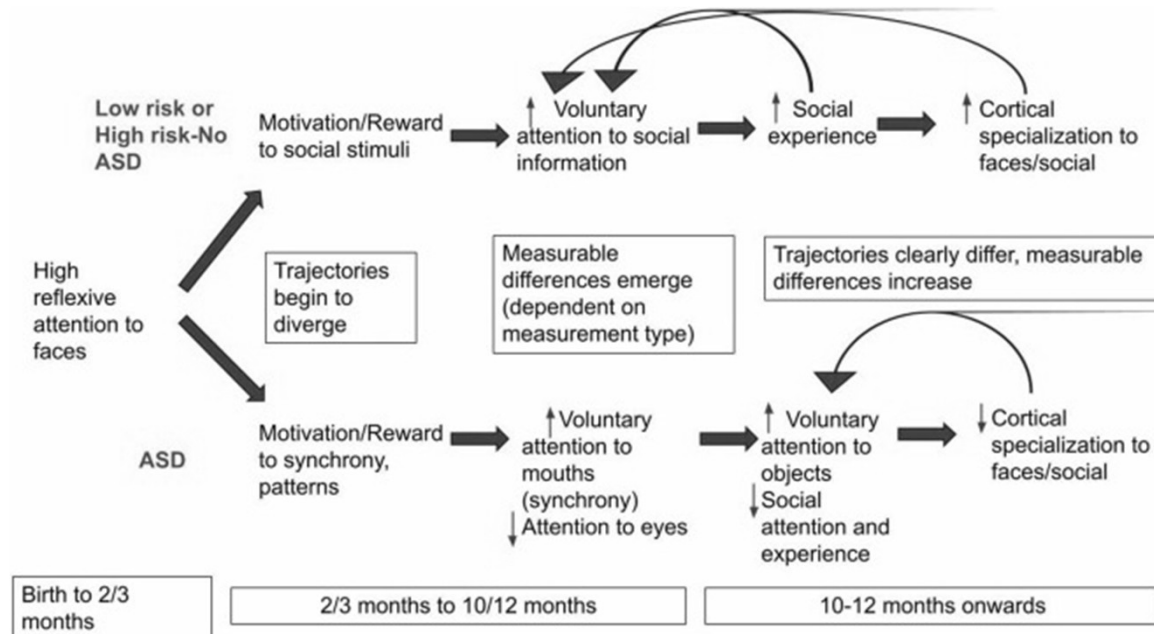 Low risk or
High risk-No
ASD
Motivation/Reward
to social stimuli
↑ Voluntary
attention to social
information
↑ Social
experience
↑ Cortical
specialization to
faces/social
High
reflexive
attention to
faces
Trajectories
begin to
diverge
Measurable
differences emerge
(dependent on
measurement type)
Trajectories clearly differ, measurable
differences increase
ASD
Motivation/Reward
to synchrony,
patterns
↑ Voluntary
attention to
mouths
(synchrony)
↓ Attention to eyes
↑ Voluntary
attention to
objects
↓ Social
attention and
experience
↓ Cortical
specialization to
faces/social
Birth to 2/3
months
2/3 months to 10/12 months
10-12 months onwards